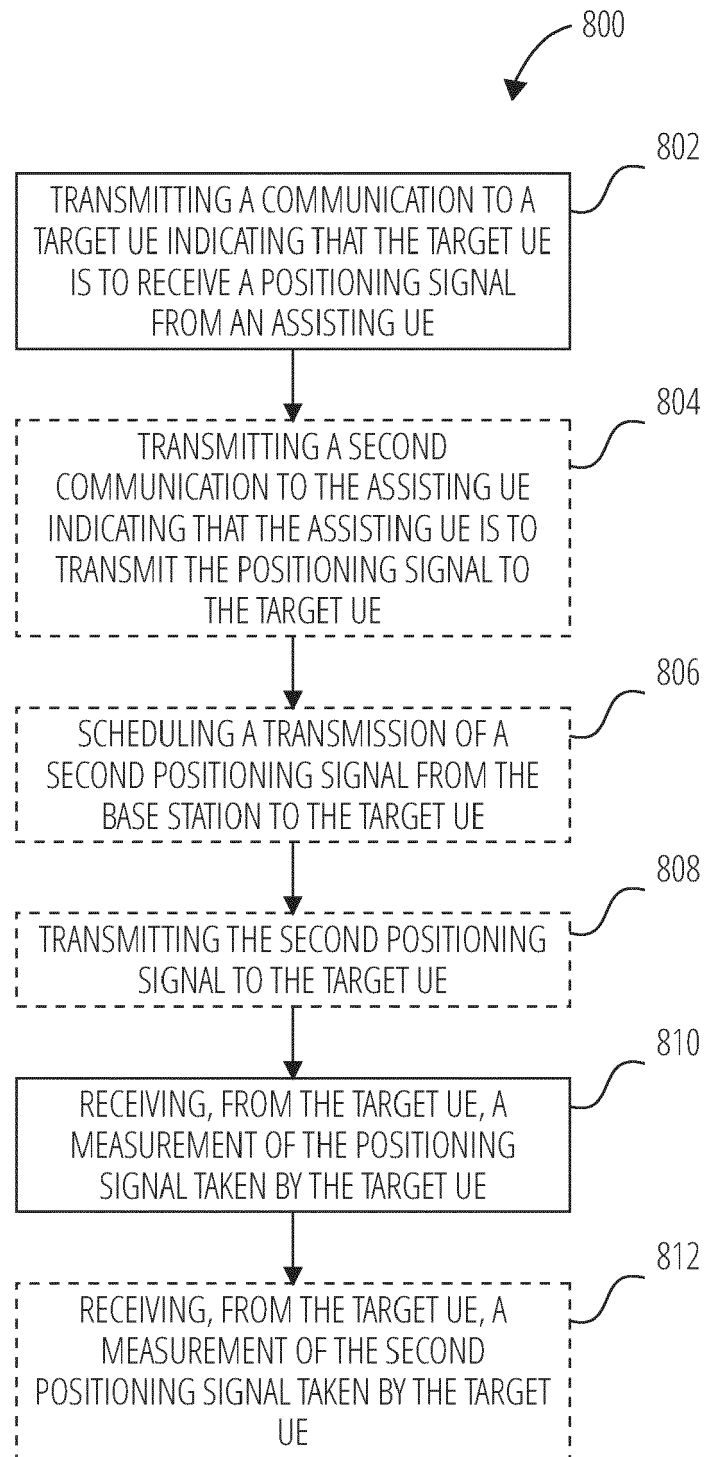 800
802
TRANSMITTING A COMMUNICATION TO A
TARGET UE INDICATING THAT THE TARGET UE
IS TO RECEIVE A POSITIONING SIGNAL
FROM AN ASSISTING UE
804
TRANSMITTING A SECOND
COMMUNICATION TO THE ASSISTING UE
INDICATING THAT THE ASSISTING UE IS TO
TRANSMIT THE POSITIONING SIGNAL TO
THE TARGET UE
806
SCHEDULING A TRANSMISSION OF A
SECOND POSITIONING SIGNAL FROM THE
BASE STATION TO THE TARGET UE
808
TRANSMITTING THE SECOND POSITIONING
SIGNAL TO THE TARGET UE
810
RECEIVING, FROM THE TARGET UE, A
MEASUREMENT OF THE POSITIONING
SIGNAL TAKEN BY THE TARGET UE
812
RECEIVING, FROM THE TARGET UE, A
MEASUREMENT OF THE SECOND
POSITIONING SIGNAL TAKEN BY THE TARGET
UE